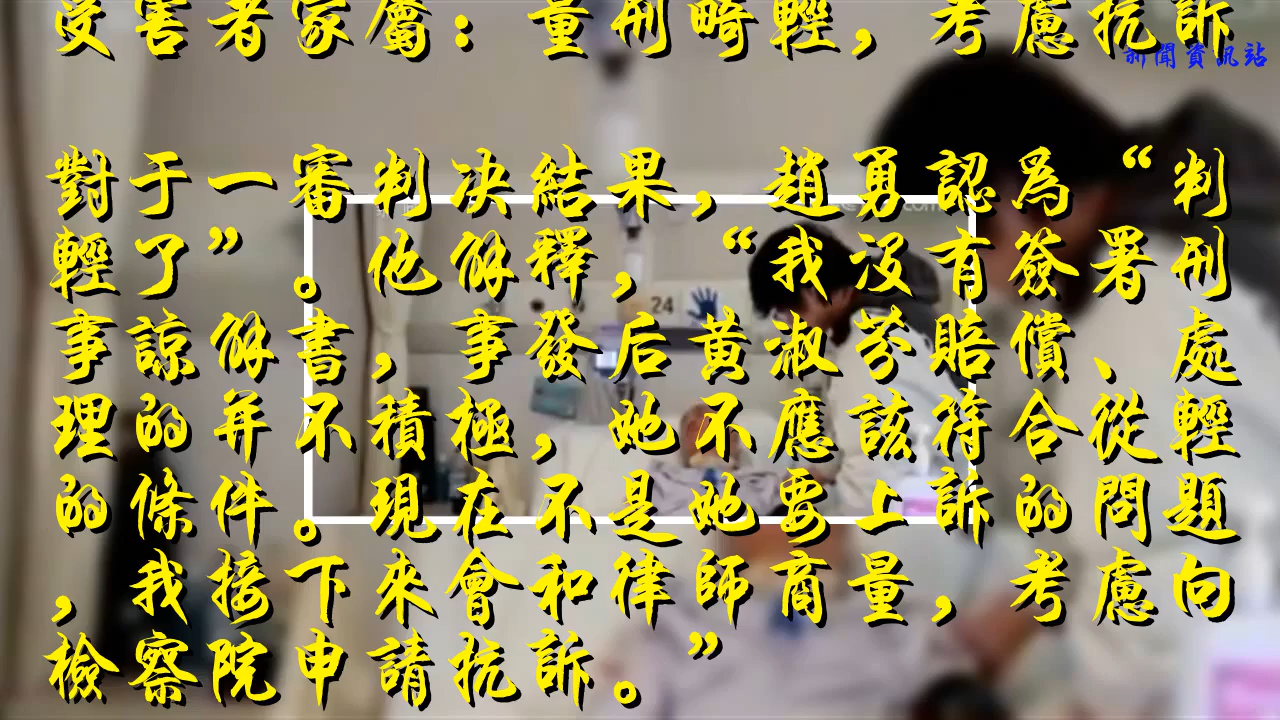 受害者家屬：量刑畸輕，考慮抗訴
新聞資訊站
對于一審判決結果，趙勇認爲“判
輕了”。他解釋，“我沒有簽署刑
事諒解書，事發后黃淑芬賠償、處
理的并不積極，她不應該符合從輕
的條件。現在不是她要上訴的問題
，我接下來會和律師商量，考慮向
檢察院申請抗訴。”
24